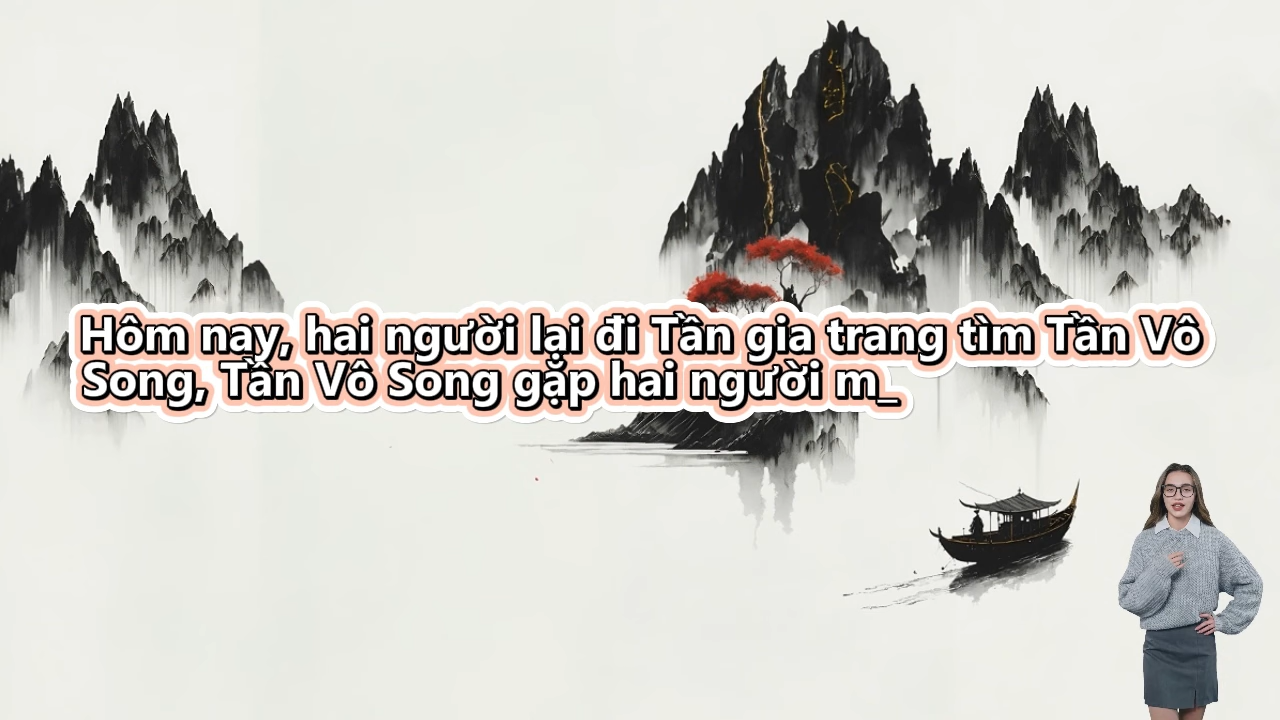 Hôm nay, hai người lại đi Tần gia trang tìm Tần Vô
Song, Tần Vô Song gặp hai người m_